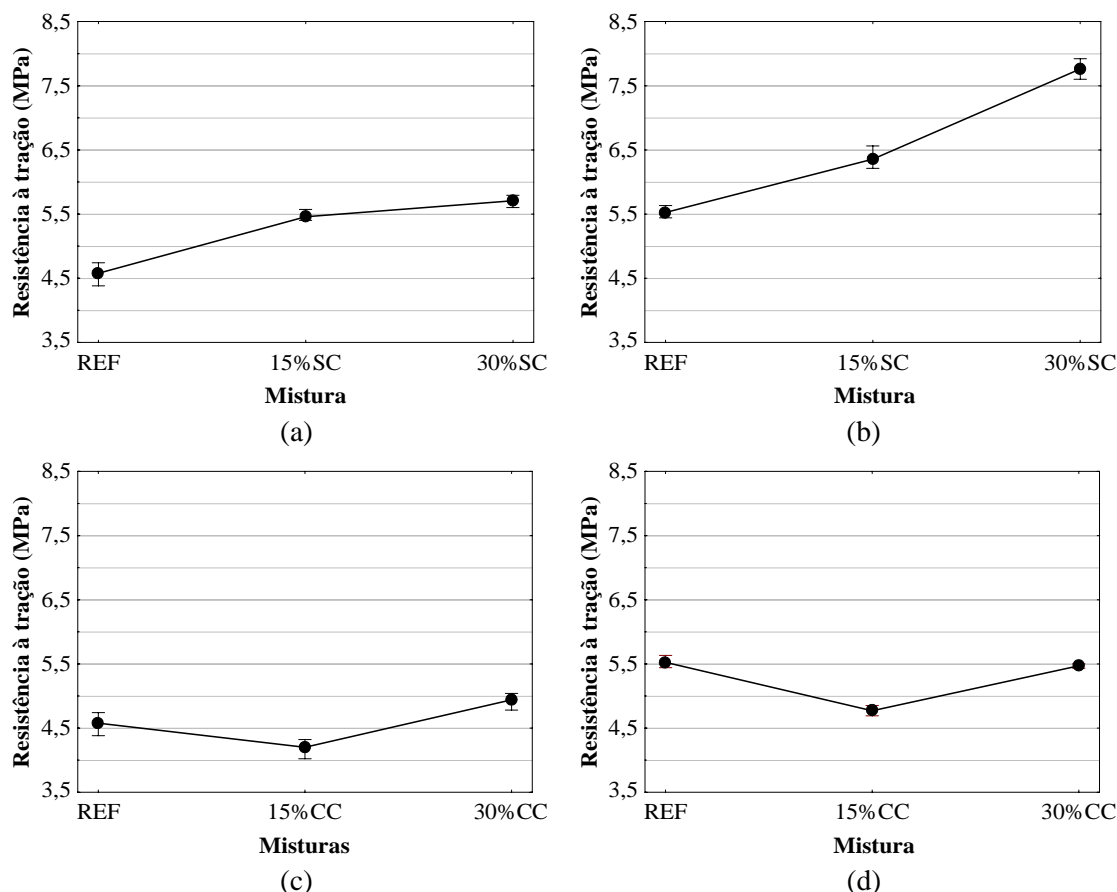 Resistência à tração (MPa)
8,5
7,5
6,5
5,5
4,5
3,5
REF
15%SC
30%SC
Mistura
(a)
Resistência à tração (MPa)
8,5
7,5
6,5
5,5
4,5
3,5
REF
15%SC
30%SC
Mistura
(b)
Resistência à tração (MPa)
8,5
7,5
6,5
5,5
4,5
3,5
REF
15%CC
30%CC
Misturas
(c)
Resistência à tração (MPa)
8,5
7,5
6,5
5,5
4,5
3,5
REF
15%CC
30%CC
Mistura
(d)